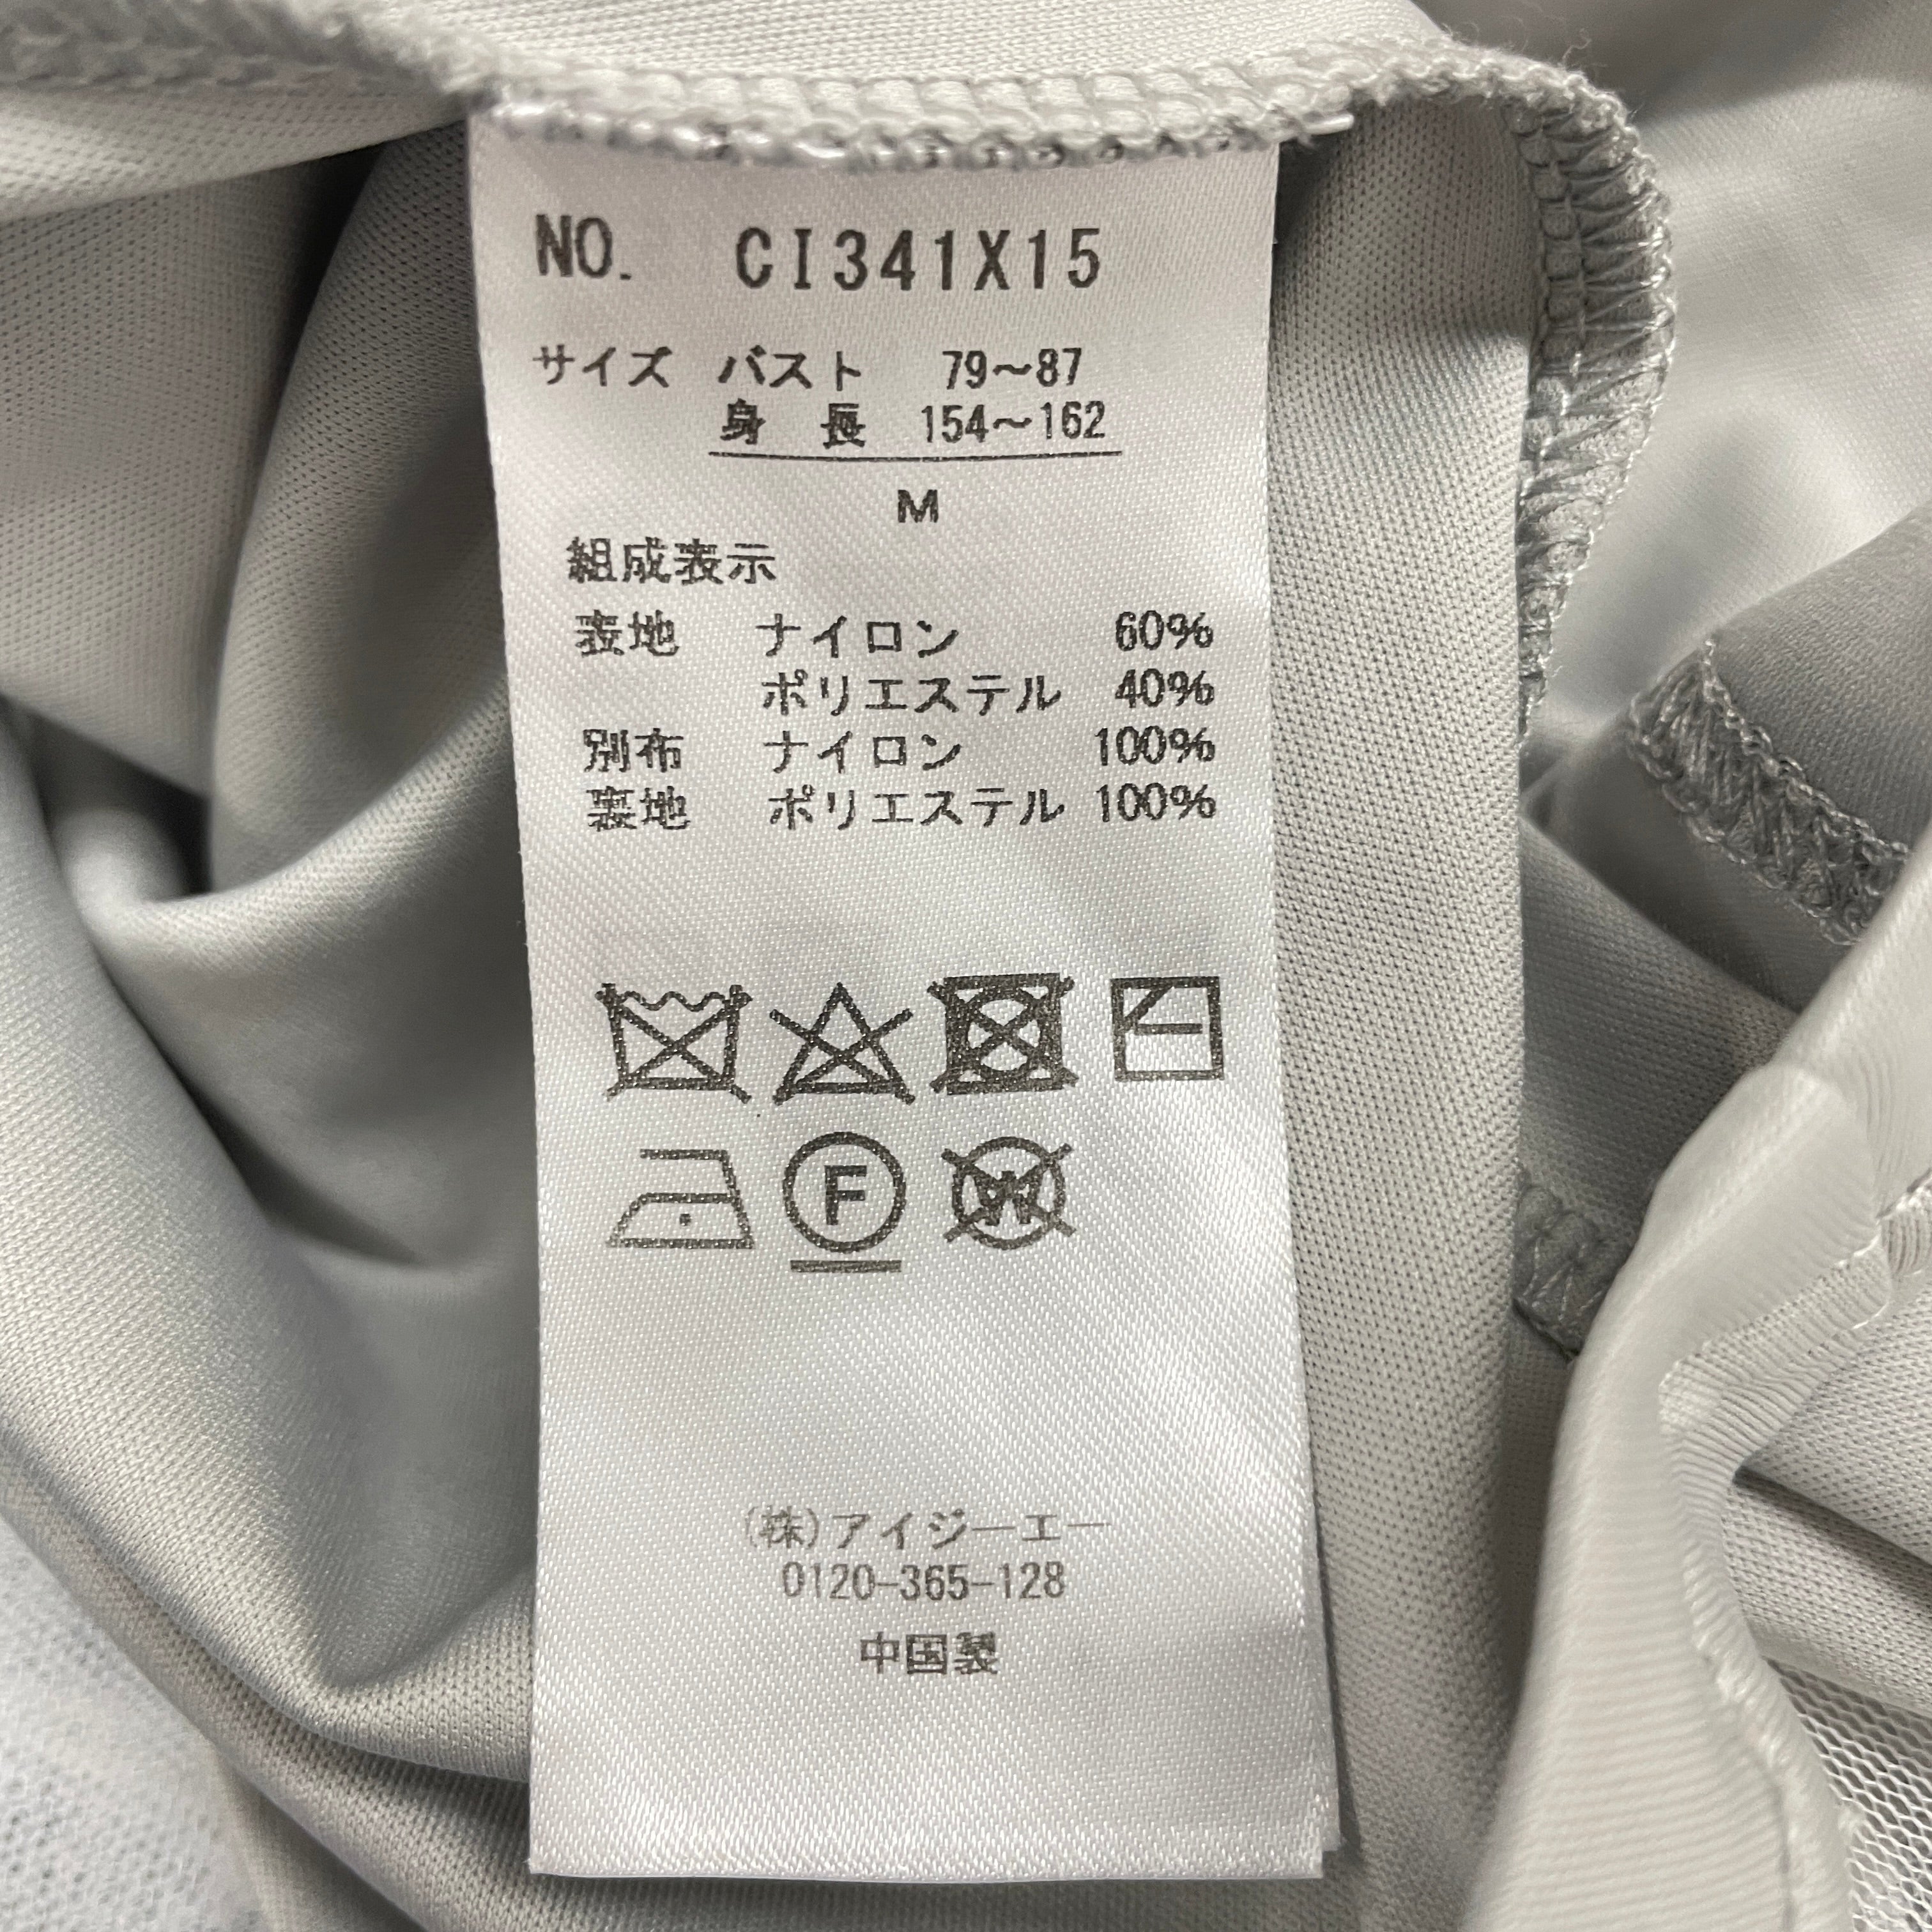 NO. CI341X15
サイズ バスト 79～87
身 長 154～162
M
組成表示
表地 ナイロン 60%
ポリエステル 40%
別布 ナイロン 100%
裏地 ポリエステル 100%
F W
(株)アイジーエー
0120-365-128
中国製